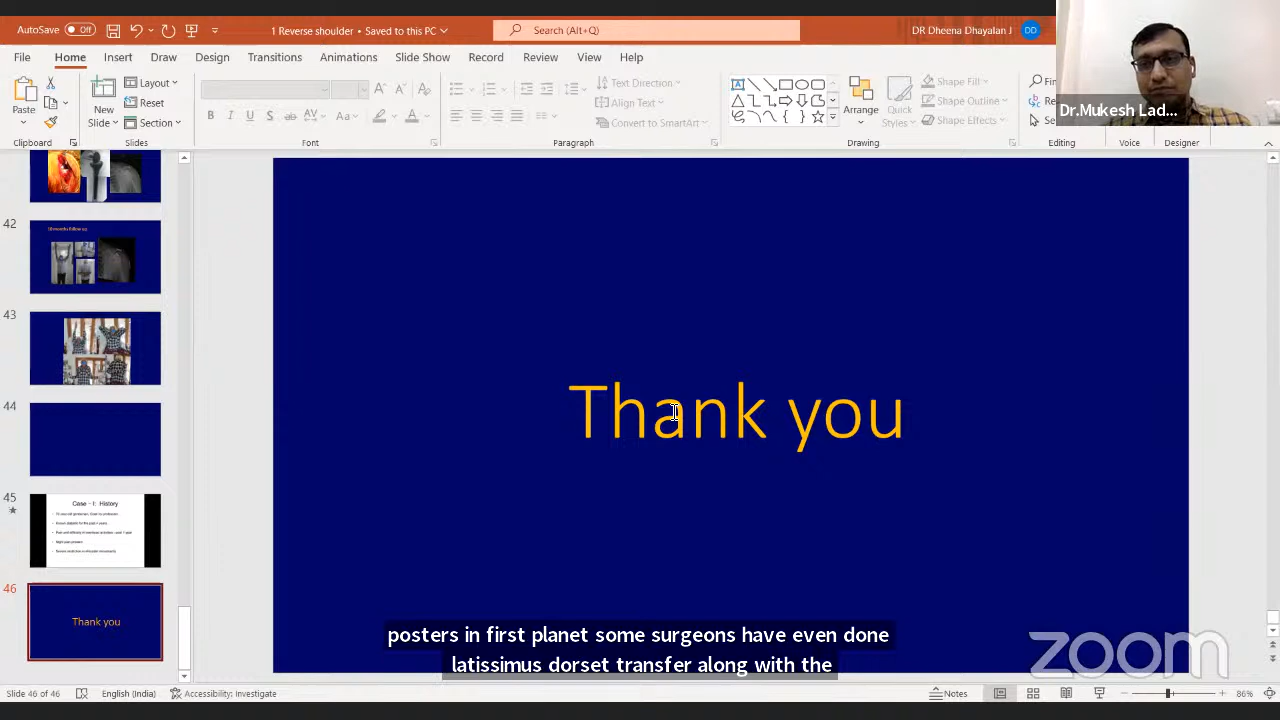 AutoSave Off 1 Reverse shoulder - Saved to this PC Search (Alt+Q) DR Dheena Dhayalan J DD
File Home Insert Draw Design Transitions Animations Slide Show Record Review View Help
Paste New Slide Layout Reset Section
Text Direction Align Text Convert to SmartArt
Arrange Quick Styles Shape Fill Shape Outline Shape Effects
Dr.Mukesh Lad...
Clipboard Slides Font Paragraph Drawing Editing Voice Designer
42
43
44
45
Case - I: History
46
Thank you
Thank you
posters in first planet some surgeons have even done
latissimus dorset transfer along with the
zoom
Slide 46 of 46 English (India) Accessibility: Investigate Notes 86%